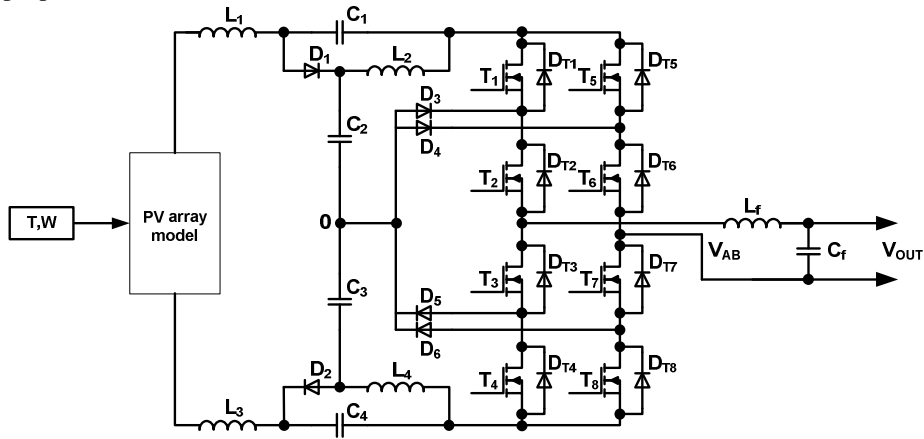 L1
C1
D1
L2
T1
DT1
T5
DT5
D3
D4
C2
T2
DT2
T6
DT6
T,W
PV array
model
0
Lf
VAB
Cf
VOUT
C3
T3
DT3
T7
DT7
D5
D6
D2
L4
T4
DT4
T8
DT8
L3
C4